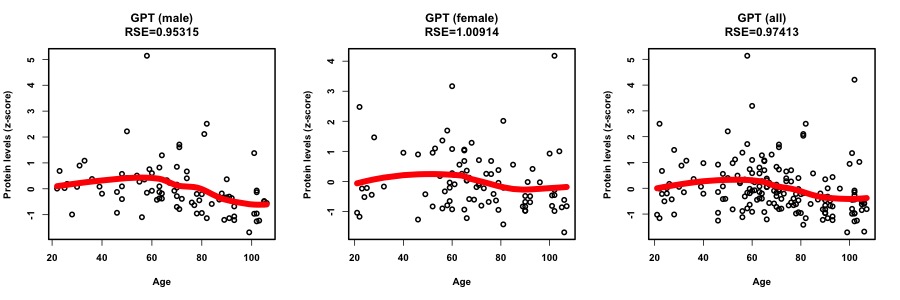 GPT (male)
RSE=0.95315
Protein levels (z-score)
5
4
3
2
1
0
-1
20 40 60 80 100
Age
GPT (female)
RSE=1.00914
Protein levels (z-score)
4
3
2
1
0
-1
20 40 60 80 100
Age
GPT (all)
RSE=0.97413
Protein levels (z-score)
5
4
3
2
1
0
-1
20 40 60 80 100
Age